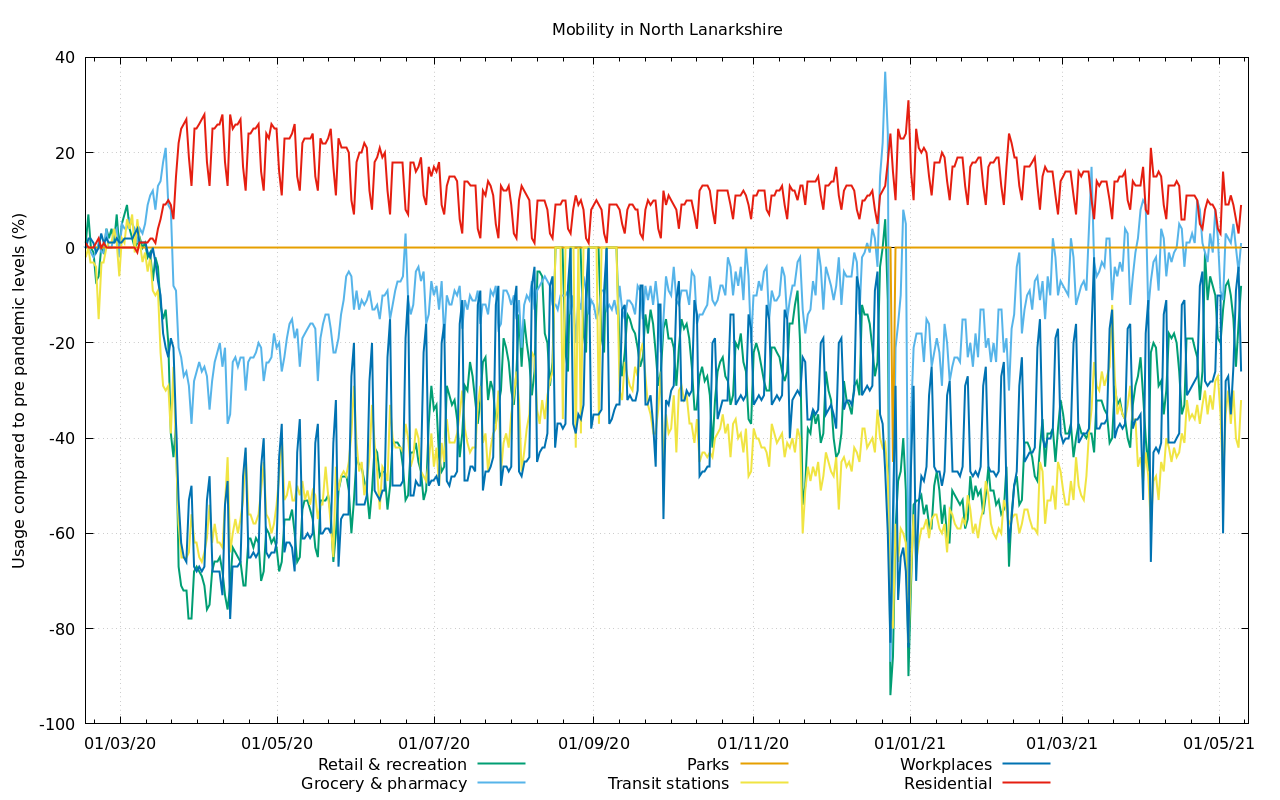 Mobility in North Lanarkshire
Usage compared to pre pandemic levels (%)
40
20
0
-20
-40
-60
-80
-100
01/03/20 01/05/20 01/07/20 01/09/20 01/11/20 01/01/21 01/03/21 01/05/21
Retail & recreation Parks Workplaces
Grocery & pharmacy Transit stations Residential